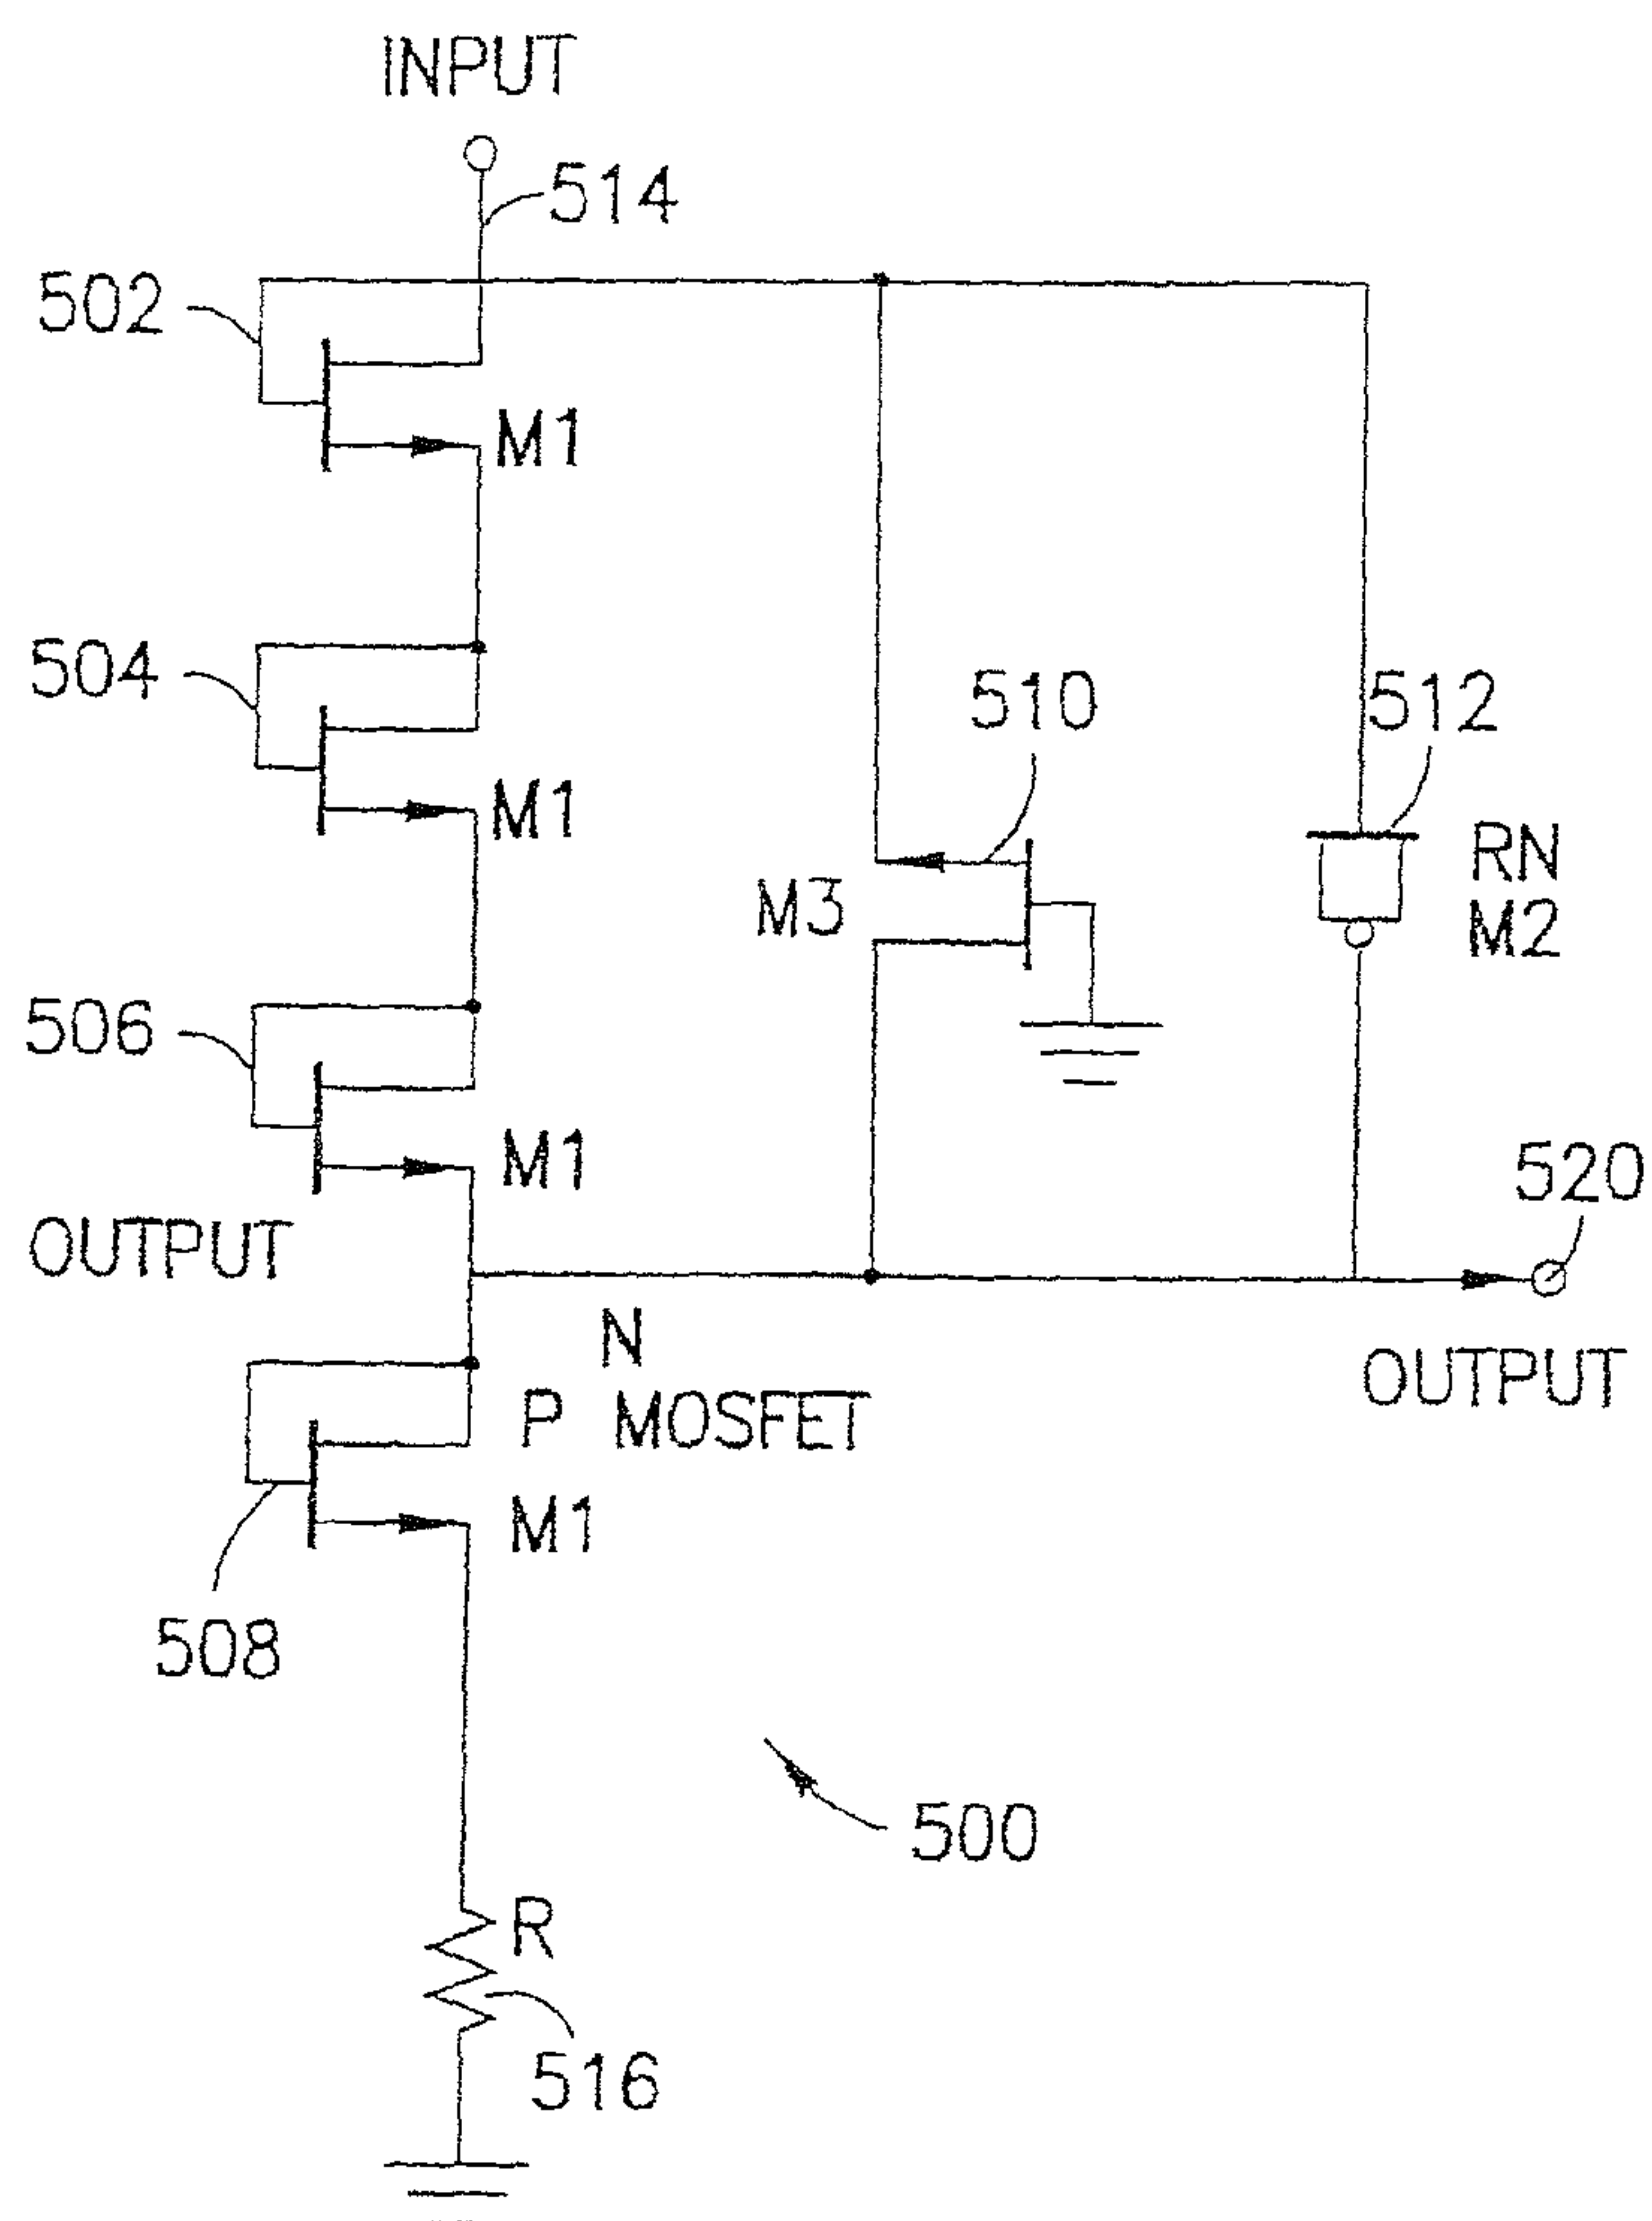 INPUT
514
502
M1
504
M1
510
512
M3
RN
M2
506
M1
520
OUTPUT
N
P MOSFET
OUTPUT
M1
508
500
R
516